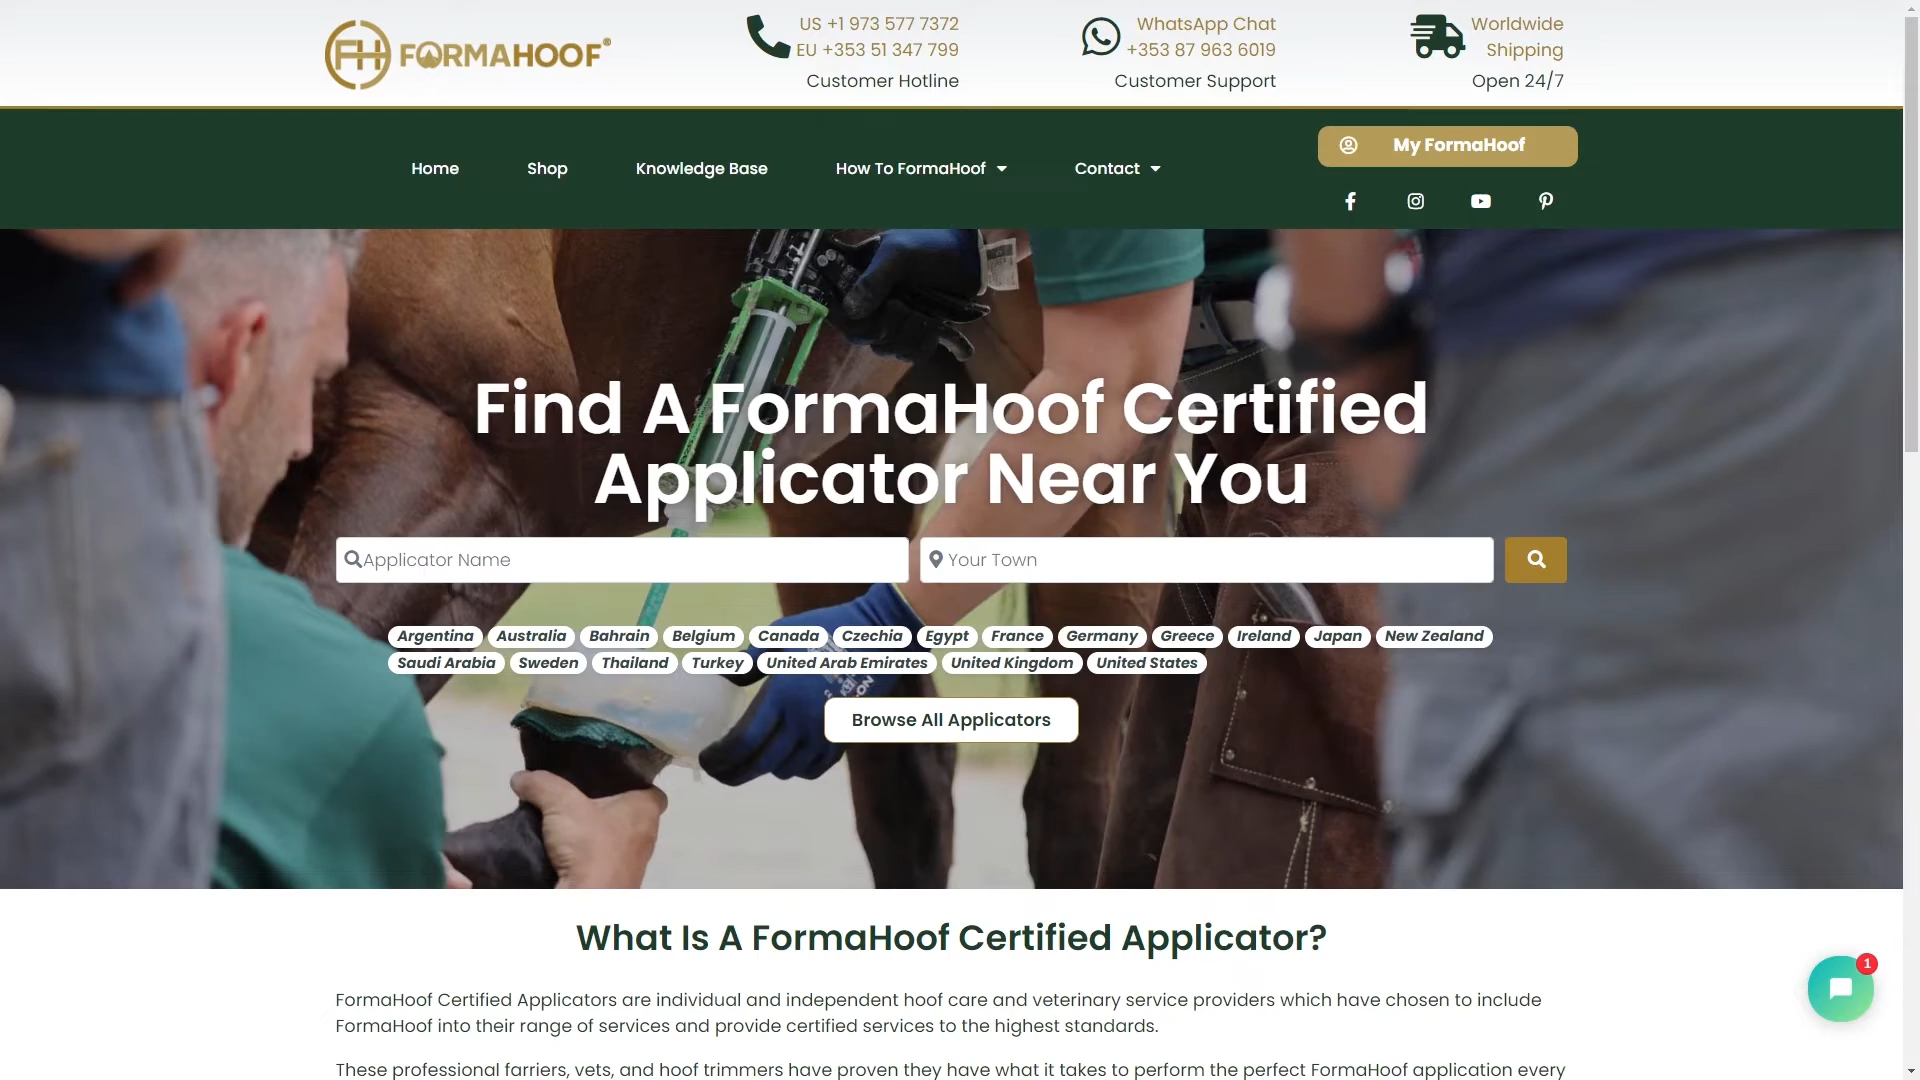 FH FORMAHOOF®
US +1 973 577 7372
EU +353 51 347 799
Customer Hotline
WhatsApp Chat
+353 87 963 6019
Customer Support
Worldwide
Shipping
Open 24/7
Home
Shop
Knowledge Base
How To FormaHoof
Contact
My FormaHoof
Find A FormaHoof Certified
Applicator Near You
Applicator Name
Your Town
Argentina Australia Bahrain Belgium Canada Czechia Egypt France Germany Greece Ireland Japan New Zealand
Saudi Arabia Sweden Thailand Turkey United Arab Emirates United Kingdom United States
Browse All Applicators
What Is A FormaHoof Certified Applicator?
FormaHoof Certified Applicators are individual and independent hoof care and veterinary service providers which have chosen to include
FormaHoof into their range of services and provide certified services to the highest standards.
These professional farriers, vets, and hoof trimmers have proven they have what it takes to perform the perfect FormaHoof application every
1